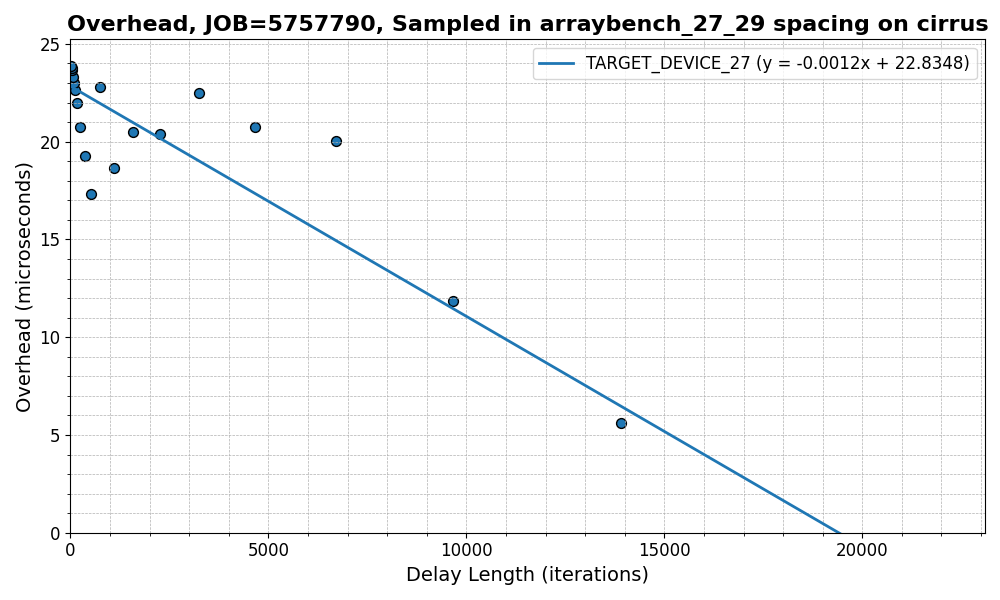 Overhead, JOB=5757790, Sampled in arraybench_27_29 spacing on cirrus
TARGET_DEVICE_27 (y = -0.0012x + 22.8348)
25
20
15
10
5
0
Overhead (microseconds)
0 5000 10000 15000 20000
Delay Length (iterations)